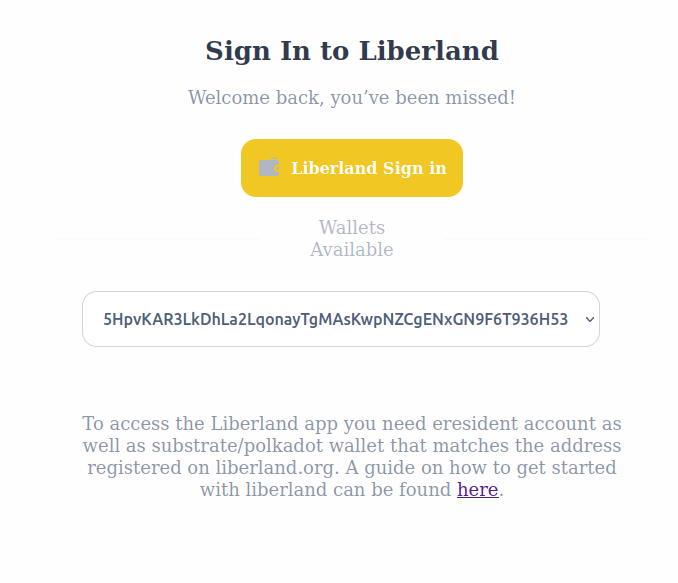 Sign In to Liberland
Welcome back, you’ve been missed!
Liberland Sign in
Wallets
Available
5HpvKAR3LkDhLa2LqonayTgMAsKwpNZCgENxGN9F6T936H53
To access the Liberland app you need eresident account as
well as substrate/polkadot wallet that matches the address
registered on liberland.org. A guide on how to get started
with liberland can be found here.